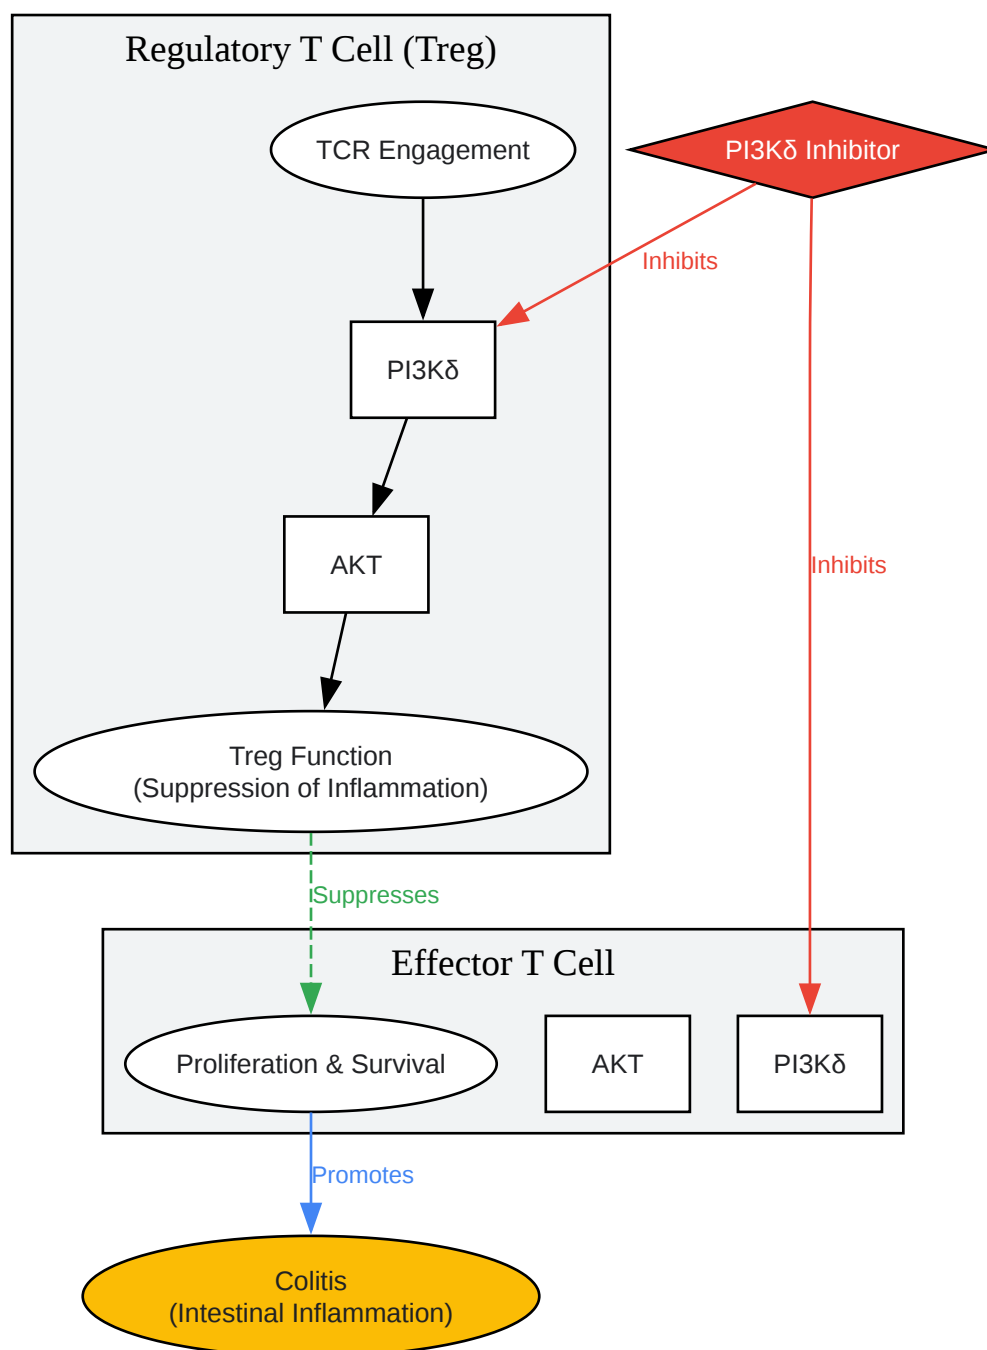 Regulatory T Cell (Treg)
TCR Engagement
PI3Kδ Inhibitor
Inhibits
PI3Kδ
AKT
Inhibits
Treg Function
(Suppression of Inflammation)
Suppresses
Effector T Cell
Proliferation & Survival
AKT
PI3Kδ
Promotes
Colitis
(Intestinal Inflammation)